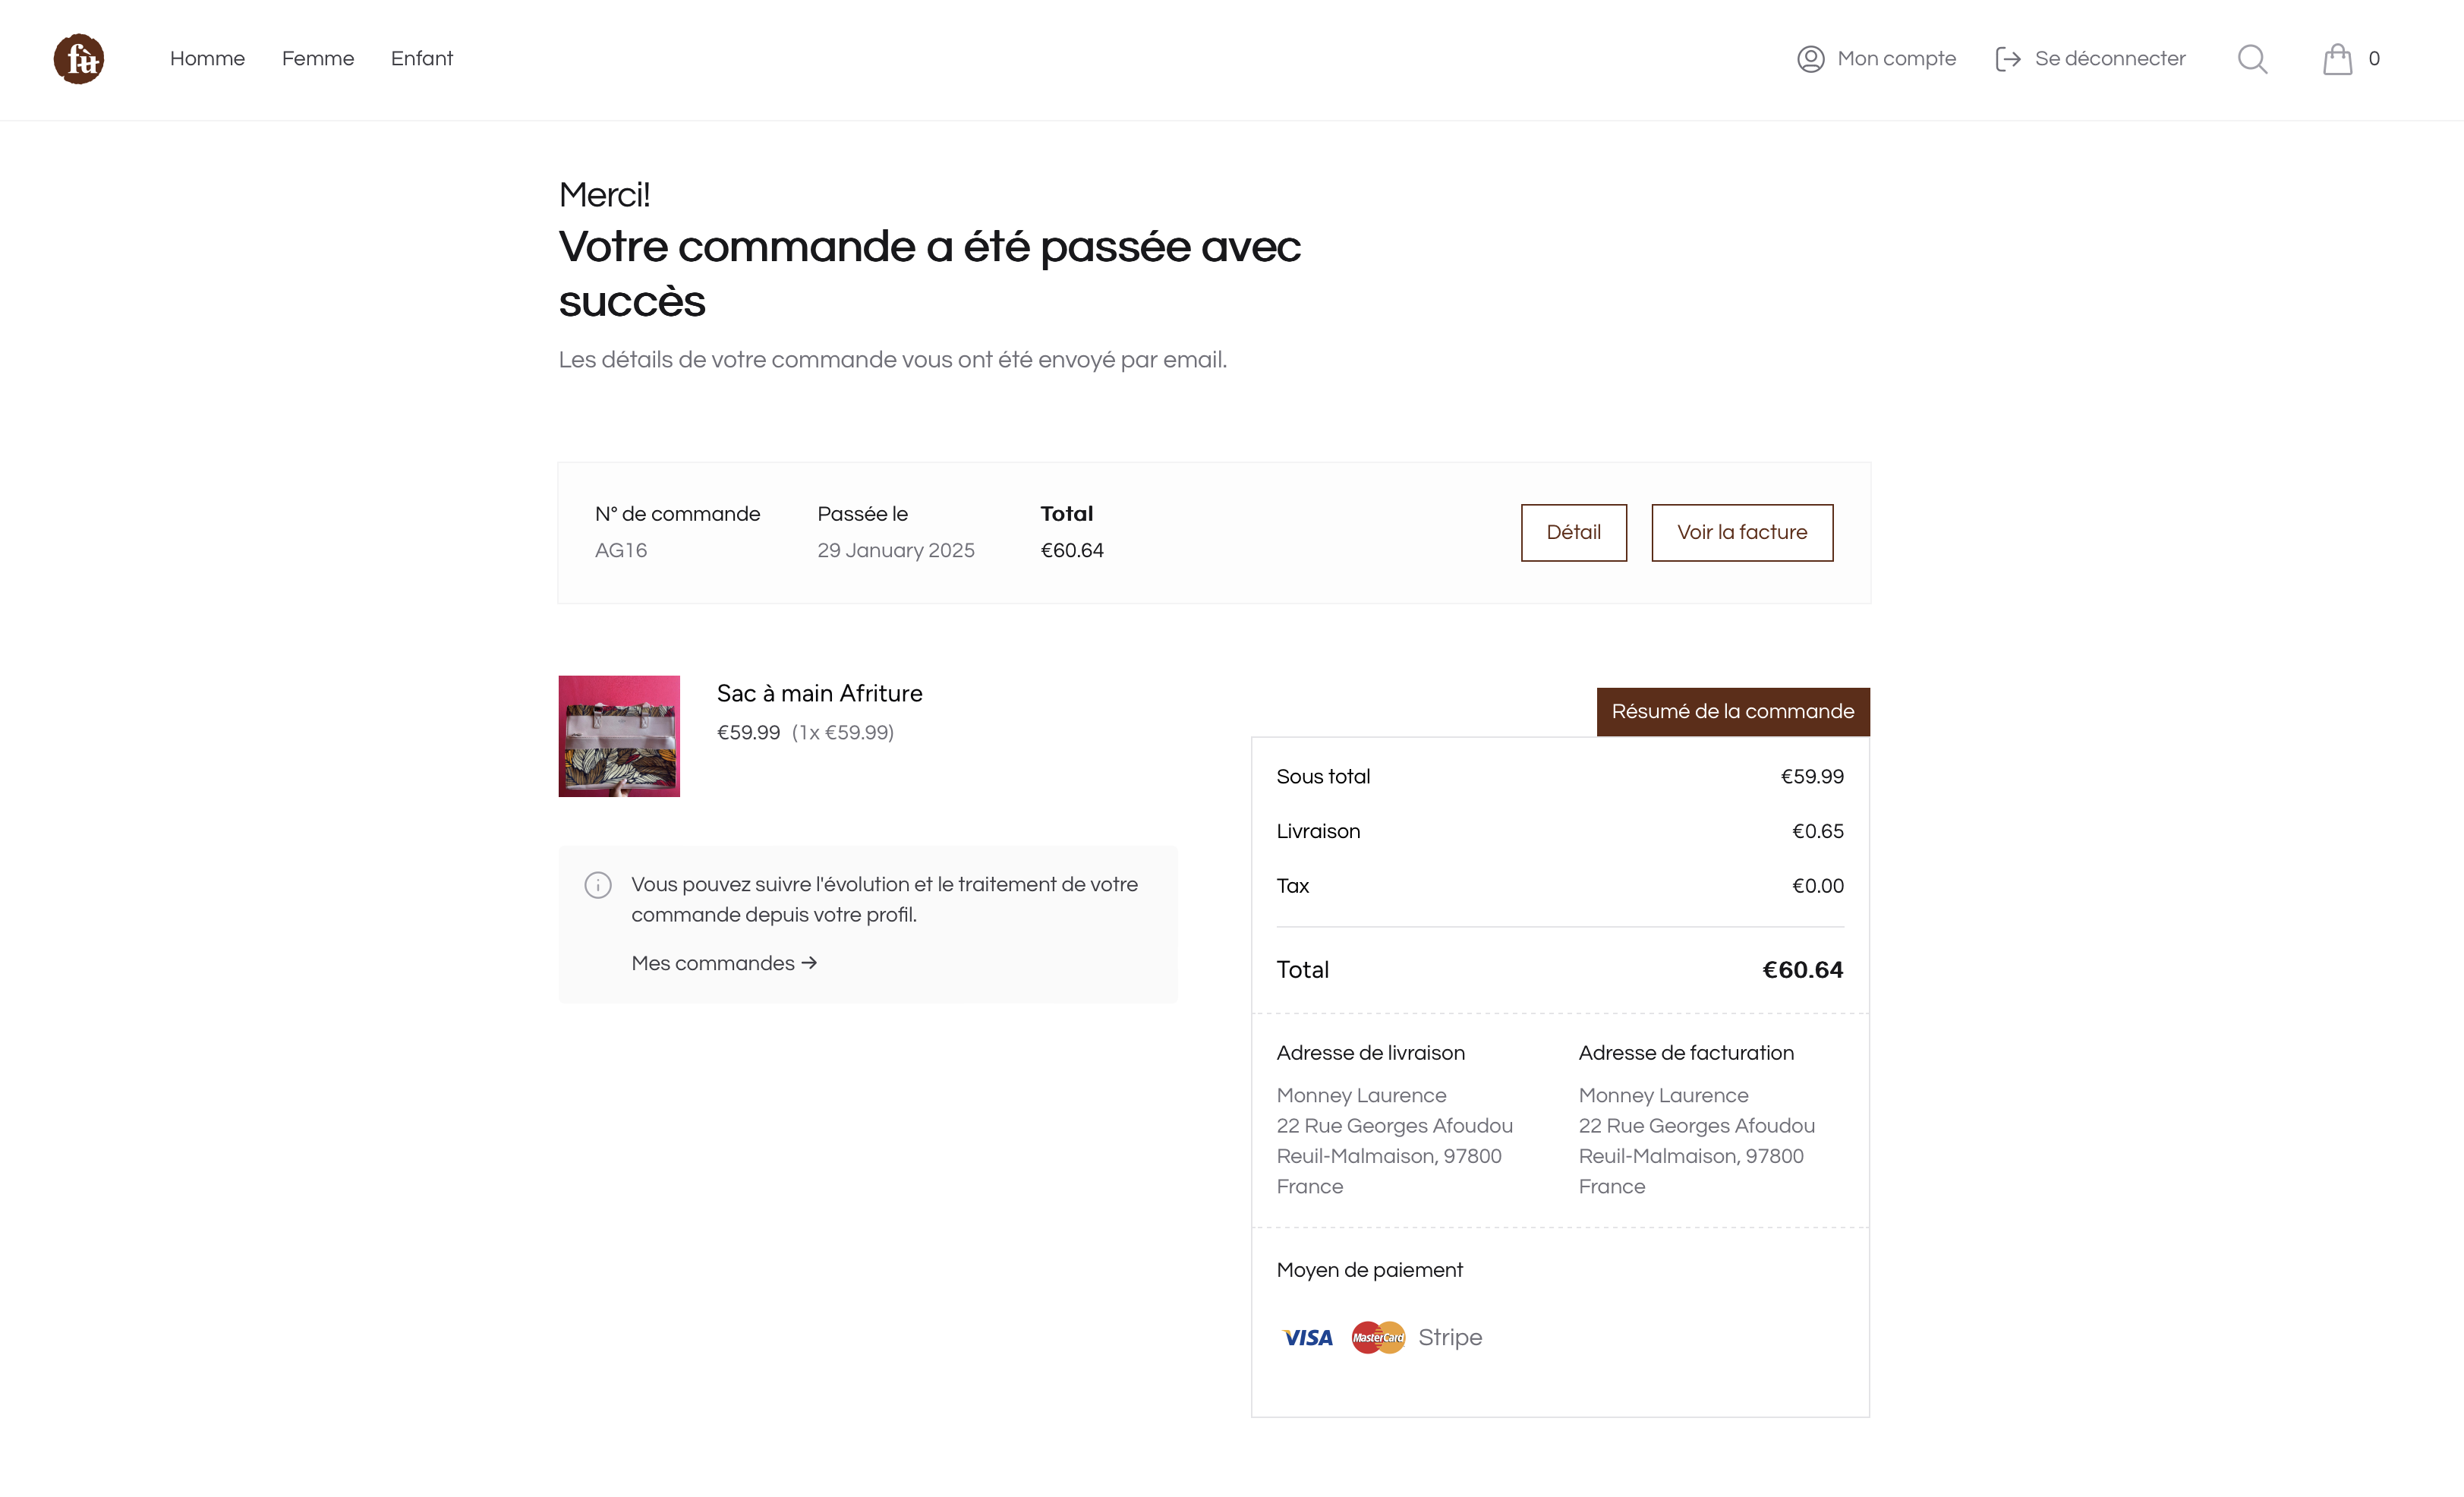 fù
Homme
Femme
Enfant
Mon compte
Se déconnecter
0
Merci!
Votre commande a été passée avec
succès
Les détails de votre commande vous ont été envoyé par email.
N° de commande
AG16
Passée le
29 January 2025
Total
€60.64
Détail
Voir la facture
Sac à main Afriture
€59.99 (1x €59.99)
Vous pouvez suivre l'évolution et le traitement de votre
commande depuis votre profil.
Mes commandes →
Résumé de la commande
Sous total €59.99
Livraison €0.65
Tax €0.00
Total €60.64
Adresse de livraison
Monney Laurence
22 Rue Georges Afoudou
Reuil-Malmaison, 97800
France
Adresse de facturation
Monney Laurence
22 Rue Georges Afoudou
Reuil-Malmaison, 97800
France
Moyen de paiement
VISA MasterCard Stripe